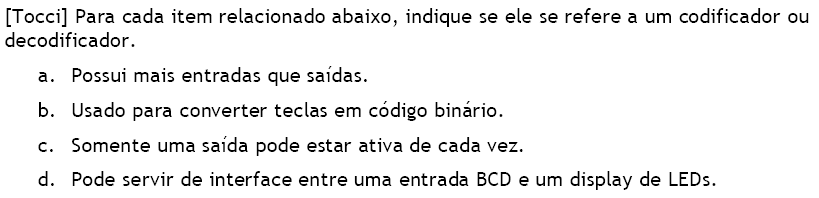 [Tocci] Para cada item relacionado abaixo, indique se ele se refere a um codificador ou
decodificador.
a. Possui mais entradas que saídas.
b. Usado para converter teclas em código binário.
c. Somente uma saída pode estar ativa de cada vez.
d. Pode servir de interface entre uma entrada BCD e um display de LEDs.